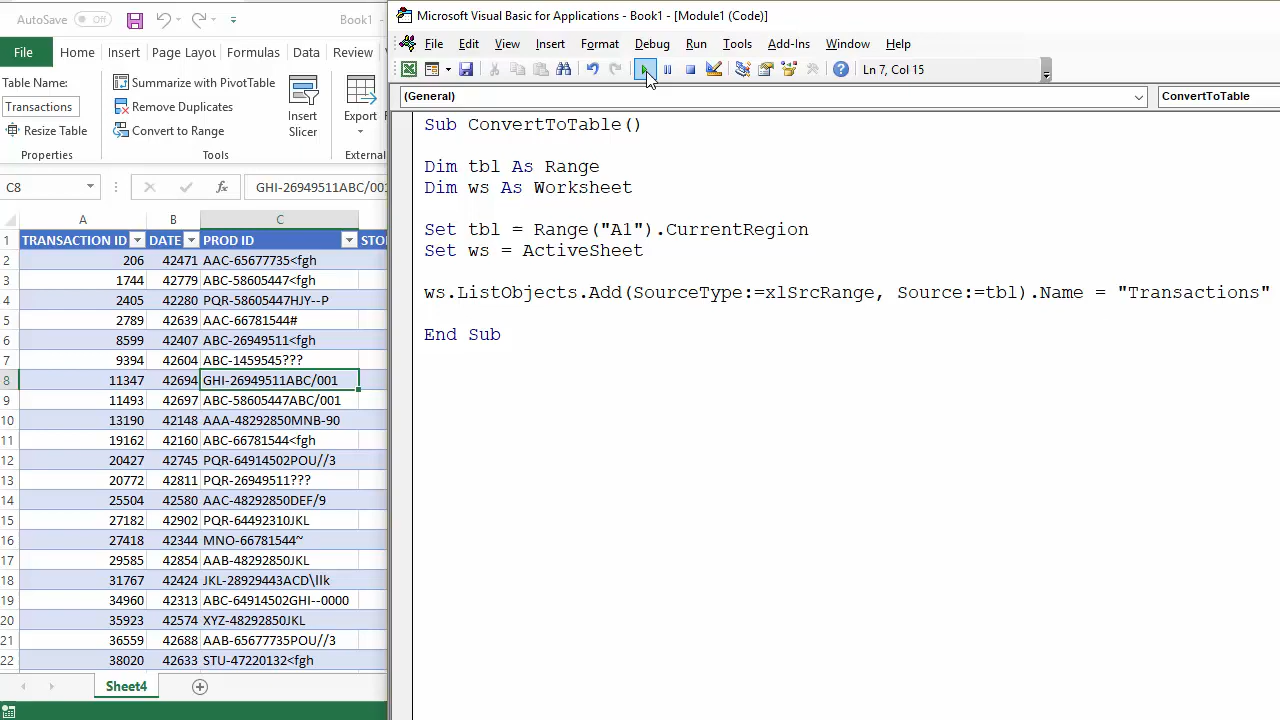 AutoSave Off Book1
File Home Insert Page Layou Formulas Data Review
Table Name:
Transactions
Resize Table
Properties
Summarize with PivotTable
Remove Duplicates
Convert to Range
Tools
Insert
Slicer
Export
External
C8 fx GHI-26949511ABC/001
A B C
1 TRANSACTION ID DATE PROD ID STO
2 206 42471 AAC-65677735<fgh
3 1744 42779 ABC-58605447<fgh
4 2405 42280 PQR-58605447HJY--P
5 2789 42639 AAC-66781544#
6 8599 42407 ABC-26949511<fgh
7 9394 42604 ABC-1459545???
8 11347 42694 GHI-26949511ABC/001
9 11493 42697 ABC-58605447ABC/001
10 13190 42148 AAA-48292850MNB-90
11 19162 42160 ABC-66781544<fgh
12 20427 42745 PQR-64914502POU//3
13 20772 42811 PQR-26949511???
14 25504 42580 AAC-48292850DEF/9
15 27182 42902 PQR-64492310JKL
16 27418 42344 MNO-66781544~
17 29585 42854 AAB-48292850JKL
18 31767 42424 JKL-28929443ACD\llk
19 34960 42313 ABC-64914502GHI--0000
20 35923 42574 XYZ-48292850JKL
21 36559 42688 AAB-65677735POU//3
22 38020 42633 STU-47220132<fgh
Sheet4
Microsoft Visual Basic for Applications - Book1 - [Module1 (Code)]
File Edit View Insert Format Debug Run Tools Add-Ins Window Help
Ln 7, Col 15
(General) ConvertToTable
Sub ConvertToTable()
Dim tbl As Range
Dim ws As Worksheet
Set tbl = Range("A1").CurrentRegion
Set ws = ActiveSheet
ws.ListObjects.Add(SourceType:=xlSrcRange, Source:=tbl).Name = "Transactions"
End Sub